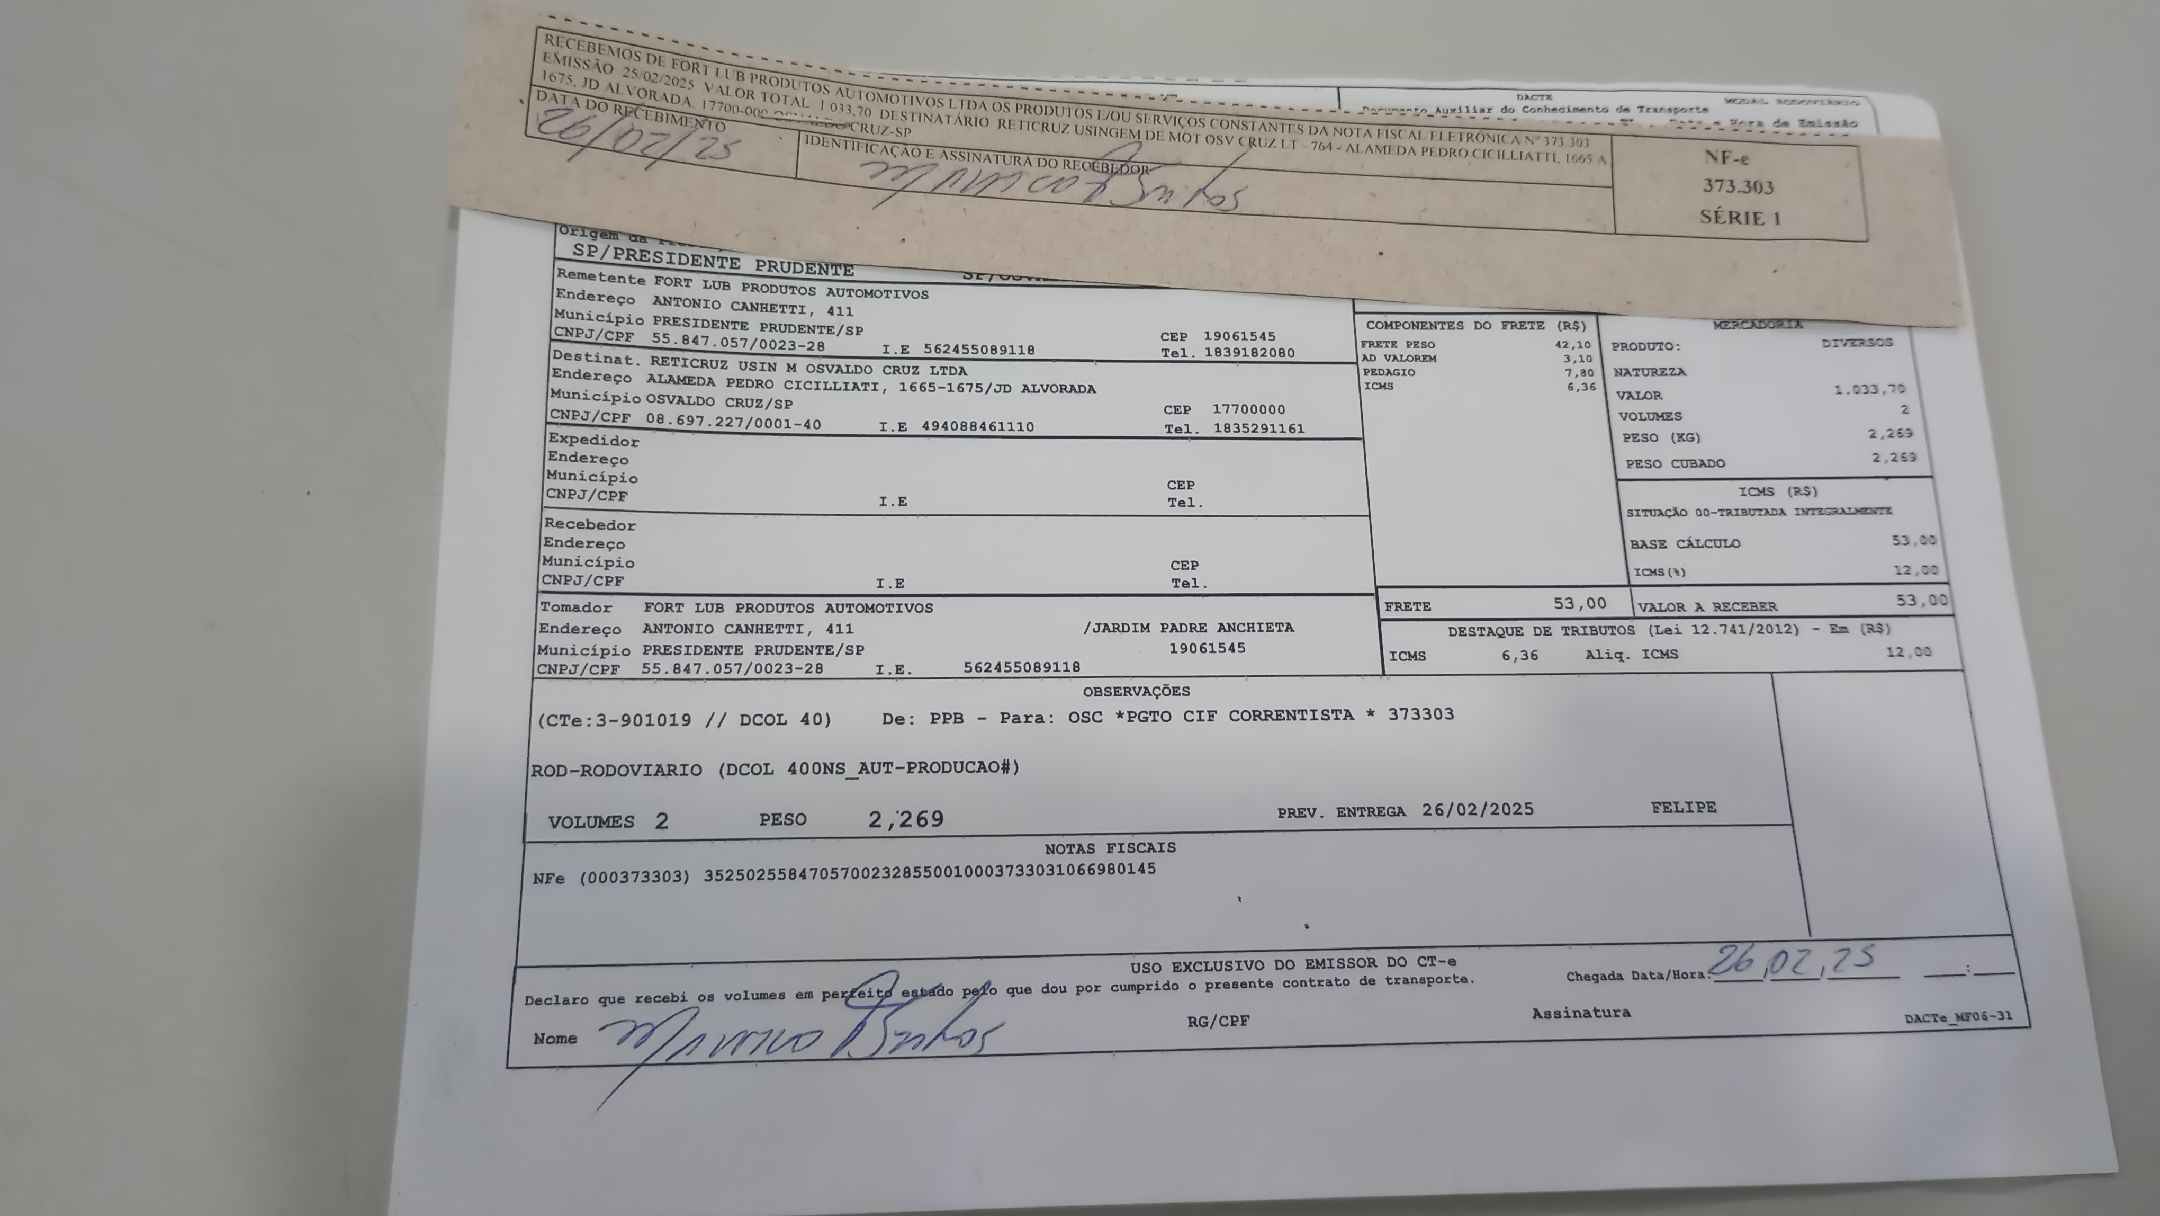 RECEBEMOS DE FORT LUB PRODUTOS AUTOMOTIVOS LTDA OS PRODUTOS E/OU SERVIÇOS CONSTANTES DA NOTA FISCAL ELETRÔNICA Nº 373.303
EMISSÃO 25/02/2025 VALOR TOTAL 1 033,70 DESTINATÁRIO RETICRUZ USINGEM DE MOT OSV CRUZ LT - 764 - ALAMEDA PEDRO CICILLIATTI, 1665 A
1675, JD ALVORADA, 17700-000 CRUZ-SP
DATA DO RECEBIMENTO
26/02/25
IDENTIFICAÇÃO E ASSINATURA DO RECEBEDOR
NF-e
373.303
SÉRIE 1
DACTE
MODAL RODOVIÁRIO
Documento Auxiliar do Conhecimento de Transporte
Hora de Emissão
Origem da
SP/PRESIDENTE PRUDENTE
Remetente FORT LUB PRODUTOS AUTOMOTIVOS
Endereço ANTONIO CANHETTI, 411
Município PRESIDENTE PRUDENTE/SP CEP 19061545
CNPJ/CPF 55.847.057/0023-28 I.E 562455089118 Tel. 1839182080
Destinat. RETICRUZ USIN M OSVALDO CRUZ LTDA
Endereço ALAMEDA PEDRO CICILLIATI, 1665-1675/JD ALVORADA
Município OSVALDO CRUZ/SP CEP 17700000
CNPJ/CPF 08.697.227/0001-40 I.E 494088461110 Tel. 1835291161
Expedidor
Endereço
Município CEP
CNPJ/CPF I.E Tel.
Recebedor
Endereço
Município CEP
CNPJ/CPF I.E Tel.
Tomador FORT LUB PRODUTOS AUTOMOTIVOS
Endereço ANTONIO CANHETTI, 411 /JARDIM PADRE ANCHIETA
Município PRESIDENTE PRUDENTE/SP 19061545
CNPJ/CPF 55.847.057/0023-28 I.E. 562455089118
COMPONENTES DO FRETE (R$)
FRETE PESO 42,10
AD VALOREM 3,10
PEDAGIO 7,80
ICMS 6,36
MERCADORIA
PRODUTO: DIVERSOS
NATUREZA
VALOR 1.033,70
VOLUMES 2
PESO (KG) 2,269
PESO CUBADO 2,269
ICMS (R$)
SITUAÇÃO 00-TRIBUTADA INTEGRALMENTE
BASE CÁLCULO 53,00
ICMS(%) 12,00
FRETE 53,00 VALOR A RECEBER 53,00
DESTAQUE DE TRIBUTOS (Lei 12.741/2012) - Em (R$)
ICMS 6,36 Aliq. ICMS 12,00
OBSERVAÇÕES
(CTe:3-901019 // DCOL 40) De: PPB - Para: OSC *PGTO CIF CORRENTISTA * 373303
ROD-RODOVIARIO (DCOL 400NS_AUT-PRODUCAO#)
VOLUMES 2 PESO 2,269 PREV. ENTREGA 26/02/2025 FELIPE
NOTAS FISCAIS
NFe (000373303) 35250255847057002328550010003733031066980145
USO EXCLUSIVO DO EMISSOR DO CT-e
Declaro que recebi os volumes em perfeito estado pelo que dou por cumprido o presente contrato de transporte.
Chegada Data/Hora: 26,02,25 :
Nome RG/CPF Assinatura
DACTe_MF06-31